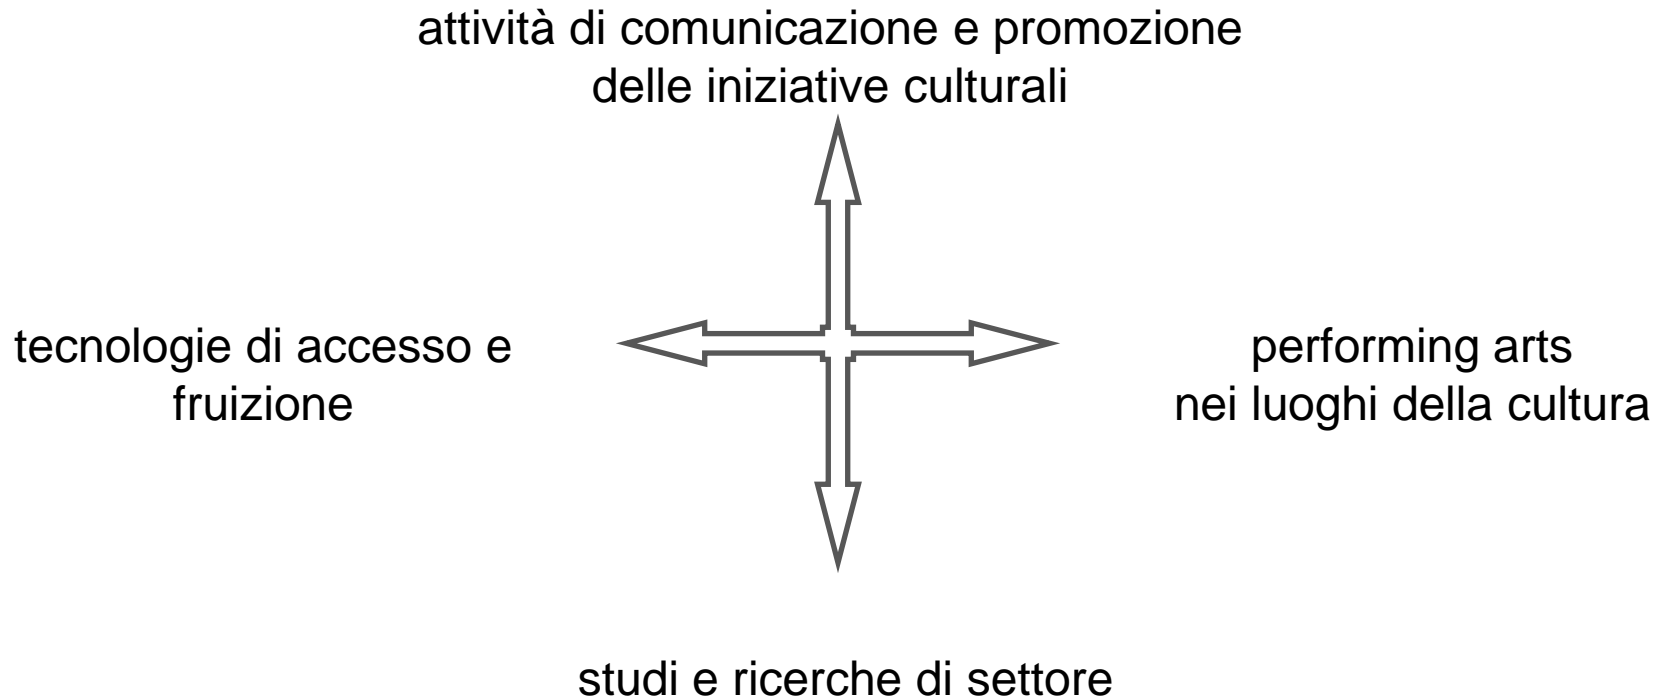 attività di comunicazione e promozione
delle iniziative culturali
tecnologie di accesso e
fruizione
performing arts
nei luoghi della cultura
studi e ricerche di settore